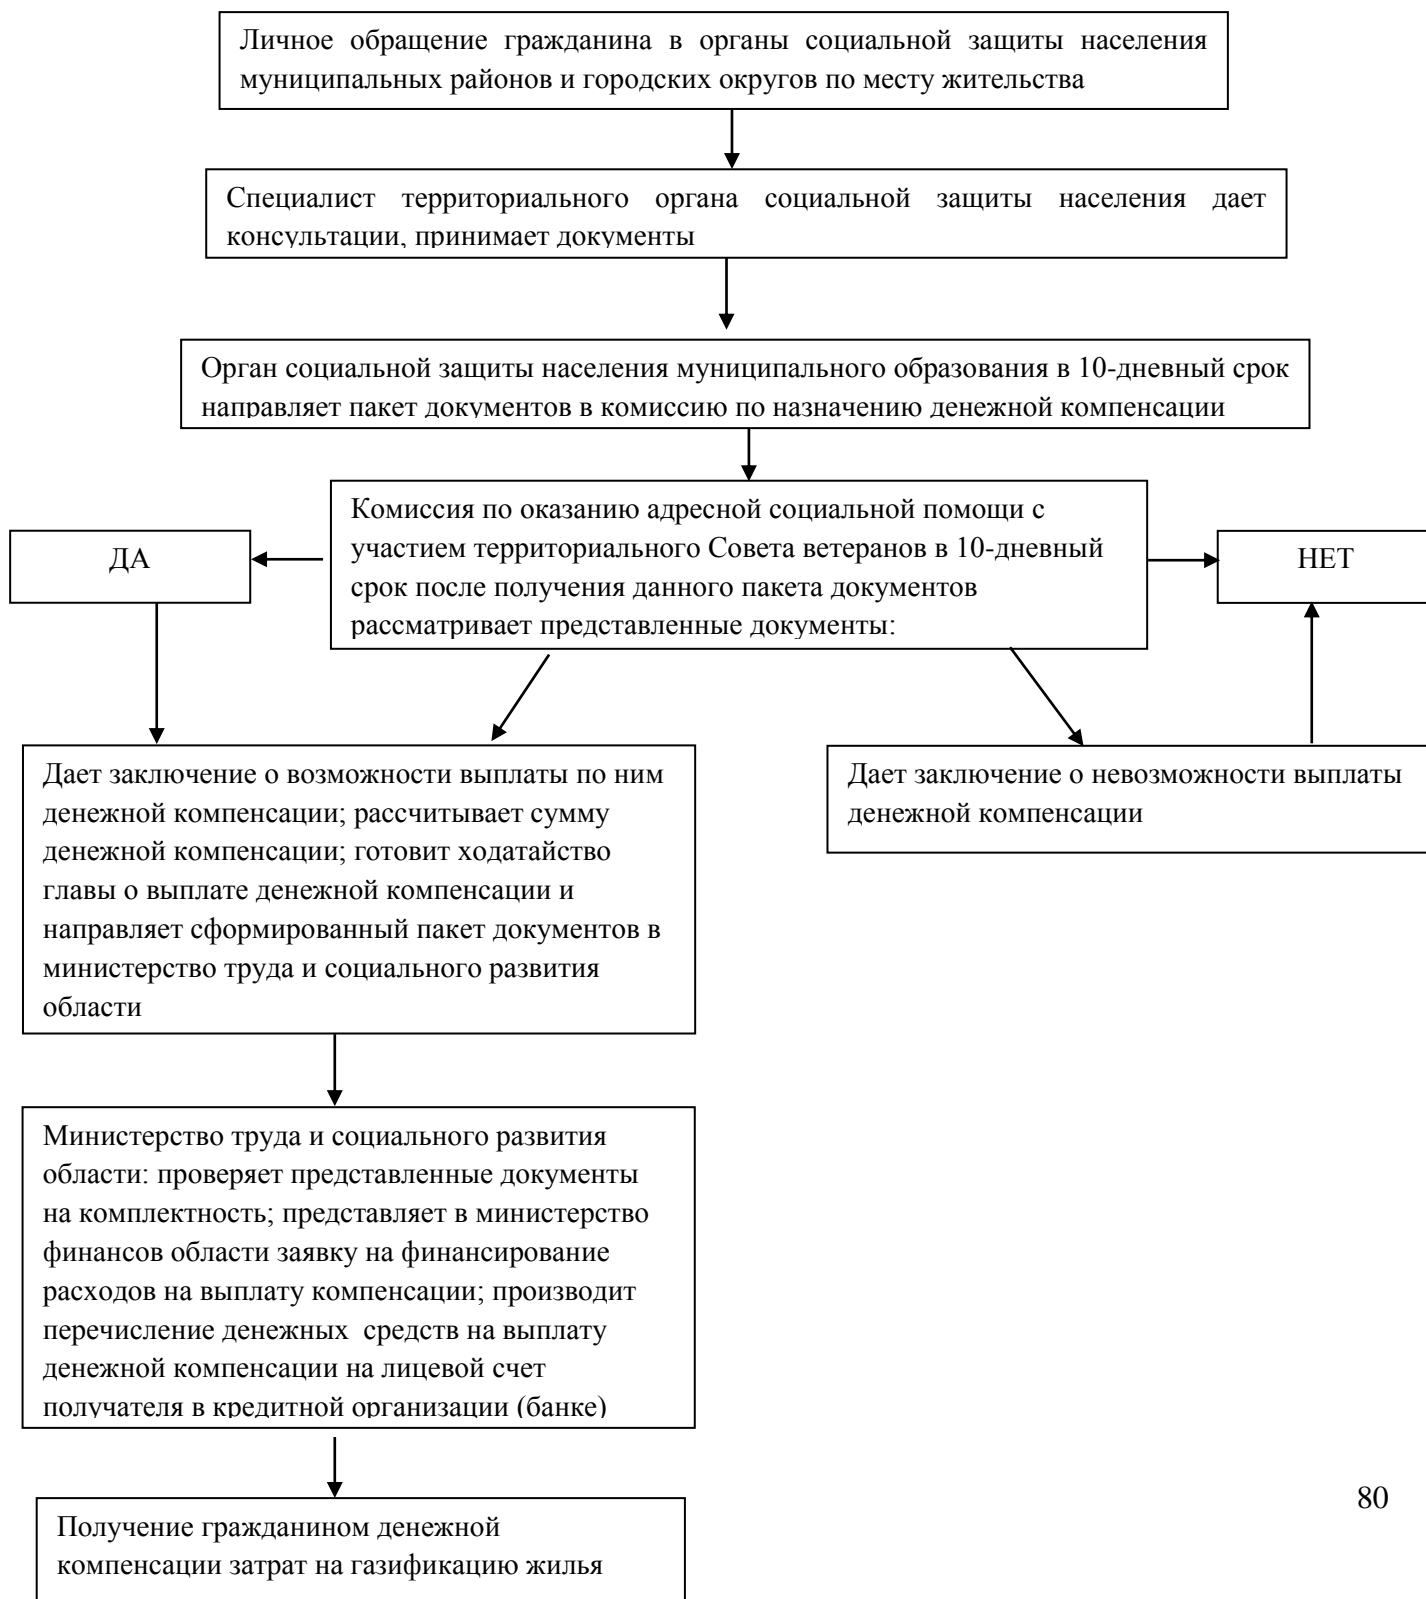 Личное обращение гражданина в органы социальной защиты населения
муниципальных районов и городских округов по месту жительства
Специалист территориального органа социальной защиты населения дает
консультации, принимает документы
Орган социальной защиты населения муниципального образования в 10-дневный срок
направляет пакет документов в комиссию по назначению денежной компенсации
Комиссия по оказанию адресной социальной помощи с
участием территориального Совета ветеранов в 10-дневный
срок после получения данного пакета документов
рассматривает представленные документы:
ДА
НЕТ
Дает заключение о возможности выплаты по ним
денежной компенсации; рассчитывает сумму
денежной компенсации; готовит ходатайство
главы о выплате денежной компенсации и
направляет сформированный пакет документов в
министерство труда и социального развития
области
Дает заключение о невозможности выплаты
денежной компенсации
Министерство труда и социального развития
области: проверяет представленные документы
на комплектность; представляет в министерство
финансов области заявку на финансирование
расходов на выплату компенсации; производит
перечисление денежных средств на выплату
денежной компенсации на лицевой счет
получателя в кредитной организации (банке)
80
Получение гражданином денежной
компенсации затрат на газификацию жилья